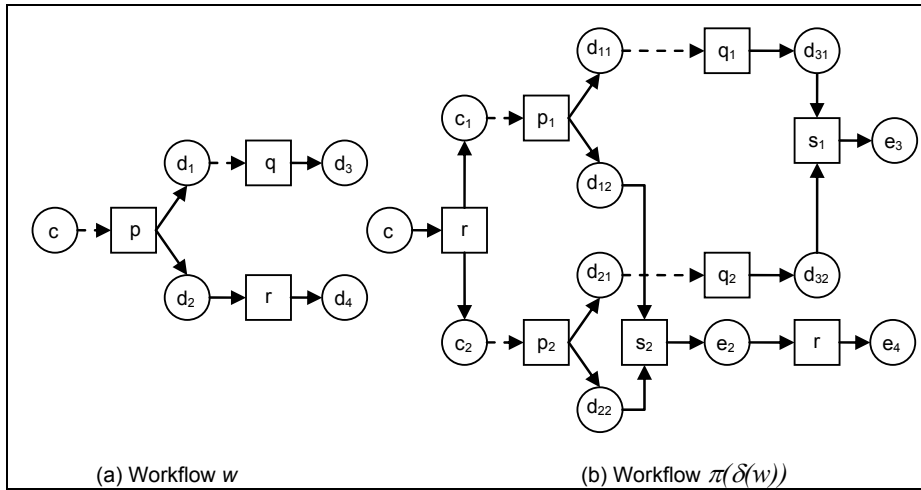 d₁₁ q₁ d₃₁
c₁ p₁
d₁ q d₃ s₁ e₃
d₁₂
c p c r
d₂₁ q₂ d₃₂
d₂ r d₄
c₂ p₂ s₂ e₂ r e₄
d₂₂
(a) Workflow w (b) Workflow π(δ(w))